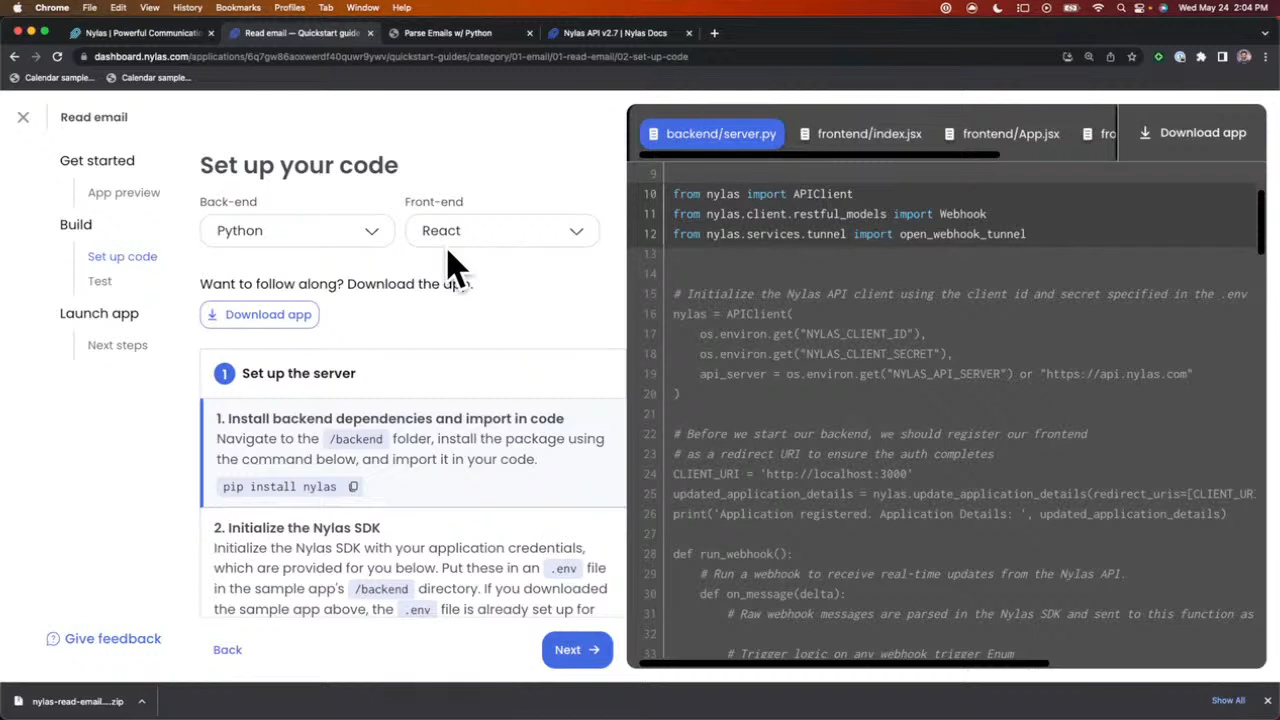 Chrome File Edit View History Bookmarks Profiles Tab Window Help
Wed May 24 2:04 PM
Nylas | Powerful Communicati
Read email — Quickstart guide
Parse Emails w/ Python
Nylas API v2.7 | Nylas Docs
dashboard.nylas.com/applications/6q7gw86aoxwerdf40quwr9ywv/quickstart-guides/category/01-email/01-read-email/02-set-up-code
Calendar sample...
Calendar sample...
Read email
Get started
App preview
Build
Set up code
Test
Launch app
Next steps
Give feedback
Set up your code
Back-end
Front-end
Python
React
Want to follow along? Download the app.
Download app
1 Set up the server
1. Install backend dependencies and import in code
Navigate to the /backend folder, install the package using
the command below, and import it in your code.
pip install nylas
2. Initialize the Nylas SDK
Initialize the Nylas SDK with your application credentials,
which are provided for you below. Put these in an .env file
in the sample app's /backend directory. If you downloaded
the sample app above, the .env file is already set up for
Back
Next
backend/server.py
frontend/index.jsx
frontend/App.jsx
fro
Download app
9
10 from nylas import APIClient
11 from nylas.client.restful_models import Webhook
12 from nylas.services.tunnel import open_webhook_tunnel
13
14
15 # Initialize the Nylas API client using the client id and secret specified in the .env
16 nylas = APIClient(
17 os.environ.get("NYLAS_CLIENT_ID"),
18 os.environ.get("NYLAS_CLIENT_SECRET"),
19 api_server = os.environ.get("NYLAS_API_SERVER") or "https://api.nylas.com"
20 )
21
22 # Before we start our backend, we should register our frontend
23 # as a redirect URI to ensure the auth completes
24 CLIENT_URI = 'http://localhost:3000'
25 updated_application_details = nylas.update_application_details(redirect_uris=[CLIENT_UR
26 print('Application registered. Application Details: ', updated_application_details)
27
28 def run_webhook():
29 # Run a webhook to receive real-time updates from the Nylas API.
30 def on_message(delta):
31 # Raw webhook messages are parsed in the Nylas SDK and sent to this function as
32
33 # Trigger logic on any webhook trigger Enum
nylas-read-email....zip
Show All